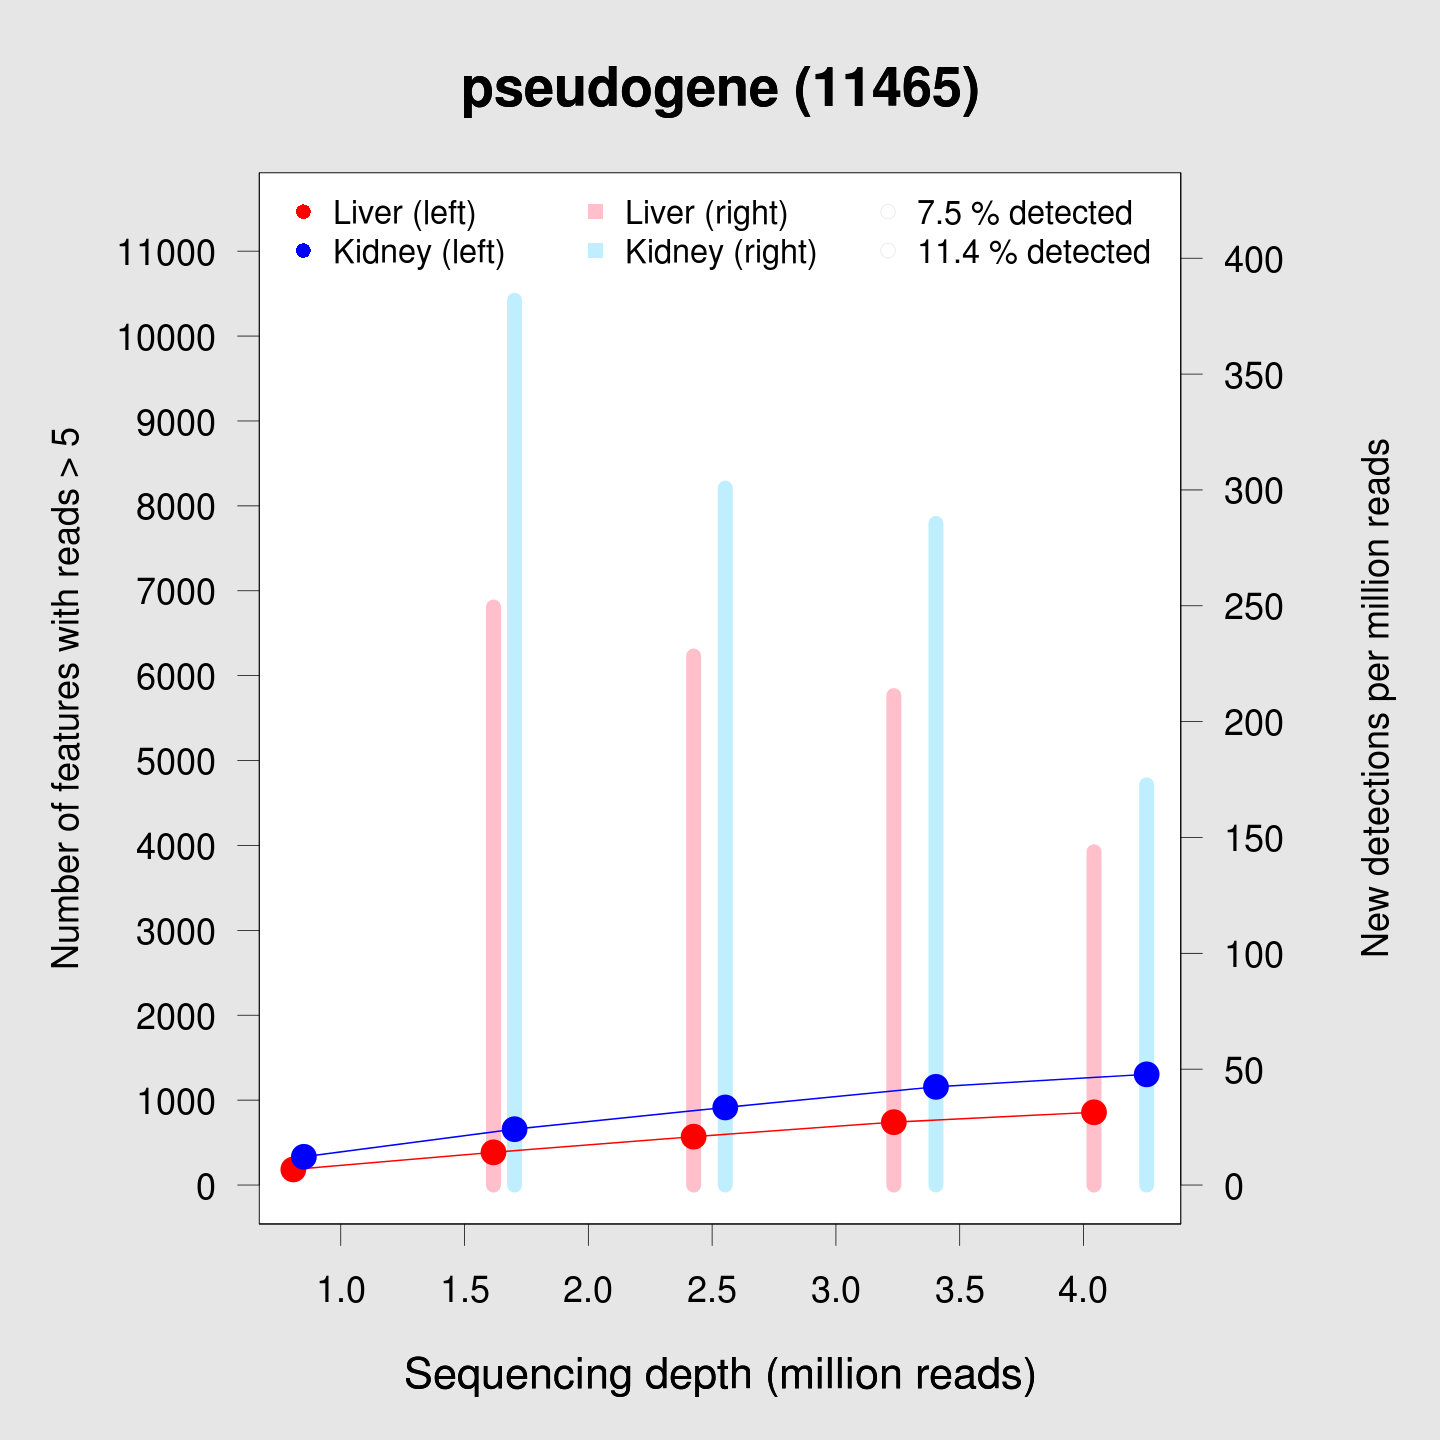 pseudogene (11465)
Liver (left)
Kidney (left)
Liver (right)
Kidney (right)
7.5 % detected
11.4 % detected
Number of features with reads > 5
11000
10000
9000
8000
7000
6000
5000
4000
3000
2000
1000
0
400
350
300
250
200
150
100
50
0
New detections per million reads
1.0 1.5 2.0 2.5 3.0 3.5 4.0
Sequencing depth (million reads)